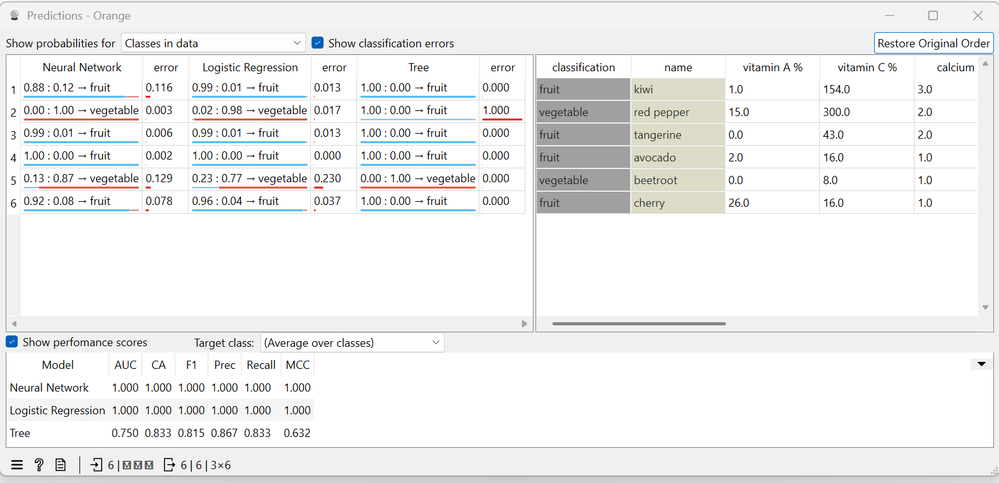 Predictions - Orange
Show probabilities for Classes in data Show classification errors Restore Original Order
Neural Network error Logistic Regression error Tree error classification name vitamin A % vitamin C % calcium
1 0.88 : 0.12 → fruit 0.116 0.99 : 0.01 → fruit 0.013 1.00 : 0.00 → fruit 0.000 fruit kiwi 1.0 154.0 3.0
2 0.00 : 1.00 → vegetable 0.003 0.02 : 0.98 → vegetable 0.017 1.00 : 0.00 → fruit 1.000 vegetable red pepper 15.0 300.0 2.0
3 0.99 : 0.01 → fruit 0.006 0.99 : 0.01 → fruit 0.013 1.00 : 0.00 → fruit 0.000 fruit tangerine 0.0 43.0 2.0
4 1.00 : 0.00 → fruit 0.002 1.00 : 0.00 → fruit 0.000 1.00 : 0.00 → fruit 0.000 fruit avocado 2.0 16.0 1.0
5 0.13 : 0.87 → vegetable 0.129 0.23 : 0.77 → vegetable 0.230 0.00 : 1.00 → vegetable 0.000 vegetable beetroot 0.0 8.0 1.0
6 0.92 : 0.08 → fruit 0.078 0.96 : 0.04 → fruit 0.037 1.00 : 0.00 → fruit 0.000 fruit cherry 26.0 16.0 1.0
Show perfomance scores Target class: (Average over classes)
Model AUC CA F1 Prec Recall MCC
Neural Network 1.000 1.000 1.000 1.000 1.000 1.000
Logistic Regression 1.000 1.000 1.000 1.000 1.000 1.000
Tree 0.750 0.833 0.815 0.867 0.833 0.632
? 6 | M M M 6 | 6 | 3×6